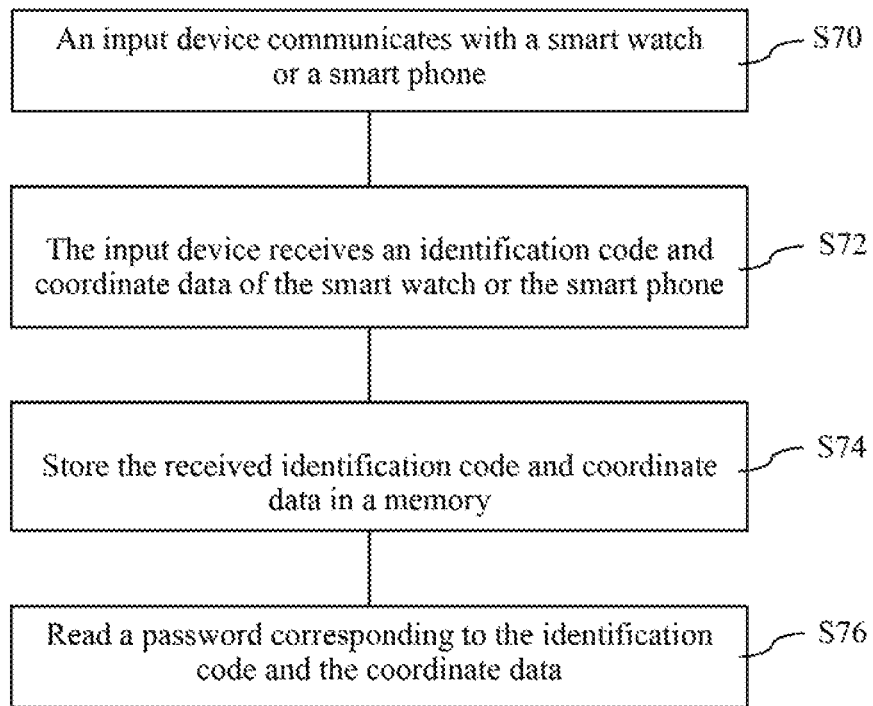 An input device communicates with a smart watch
or a smart phone
S70
The input device receives an identification code and
coordinate data of the smart watch or the smart phone
S72
Store the received identification code and coordinate
data in a memory
S74
Read a password corresponding to the identification
code and the coordinate data
S76